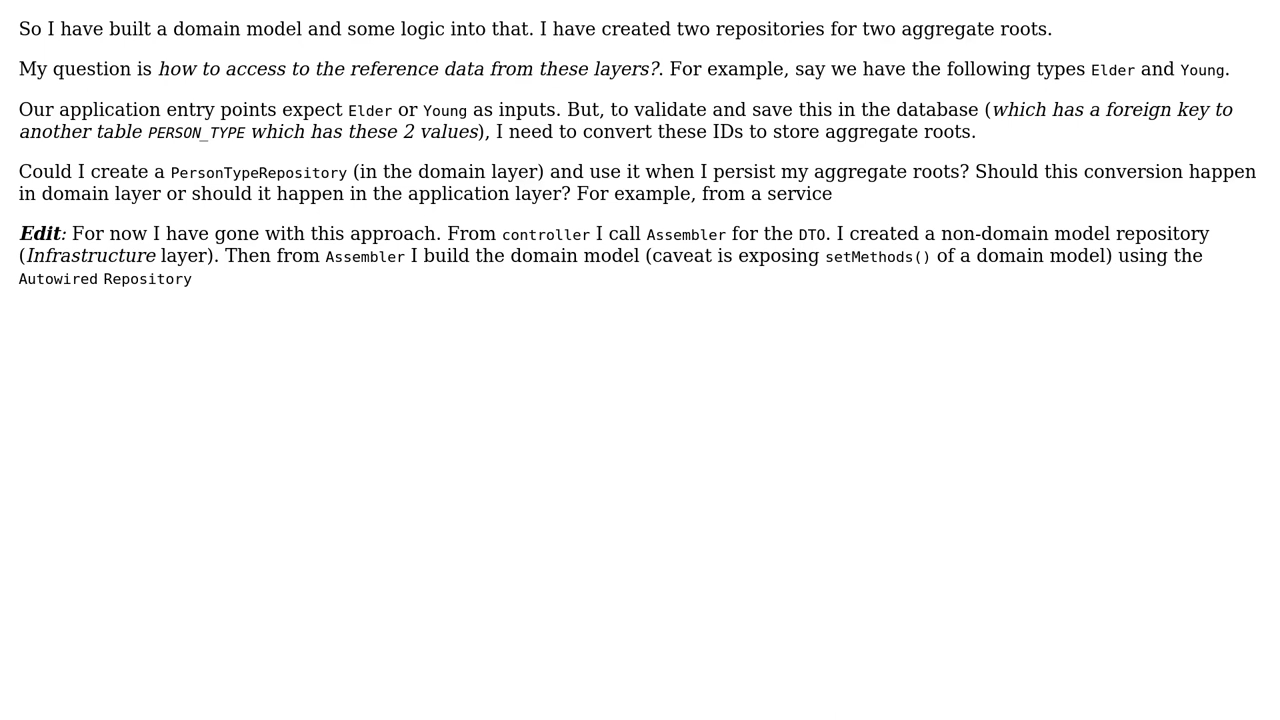 So I have built a domain model and some logic into that. I have created two repositories for two aggregate roots.
My question is how to access to the reference data from these layers?. For example, say we have the following types Elder and Young.
Our application entry points expect Elder or Young as inputs. But, to validate and save this in the database (which has a foreign key to
another table PERSON_TYPE which has these 2 values), I need to convert these IDs to store aggregate roots.
Could I create a PersonTypeRepository (in the domain layer) and use it when I persist my aggregate roots? Should this conversion happen
in domain layer or should it happen in the application layer? For example, from a service
Edit: For now I have gone with this approach. From controller I call Assembler for the DTO. I created a non-domain model repository
(Infrastructure layer). Then from Assembler I build the domain model (caveat is exposing setMethods() of a domain model) using the
Autowired Repository